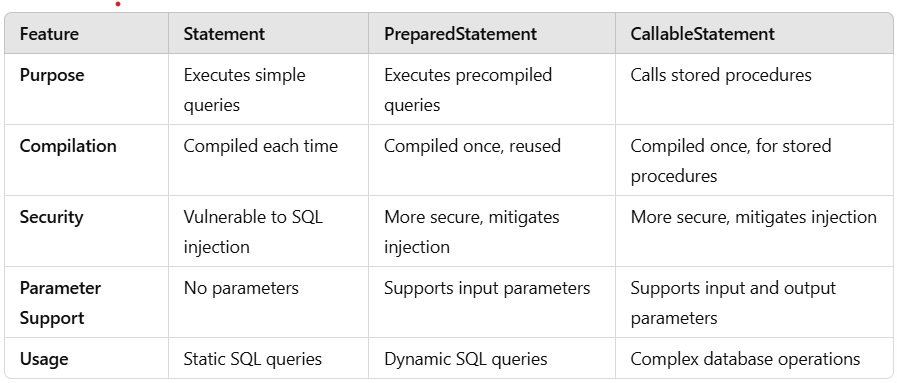 Feature Statement PreparedStatement CallableStatement
Purpose Executes simple Executes precompiled Calls stored procedures
queries queries
Compilation Compiled each time Compiled once, reused Compiled once, for stored
procedures
Security Vulnerable to SQL More secure, mitigates More secure, mitigates injection
injection injection
Parameter No parameters Supports input parameters Supports input and output
Support parameters
Usage Static SQL queries Dynamic SQL queries Complex database operations